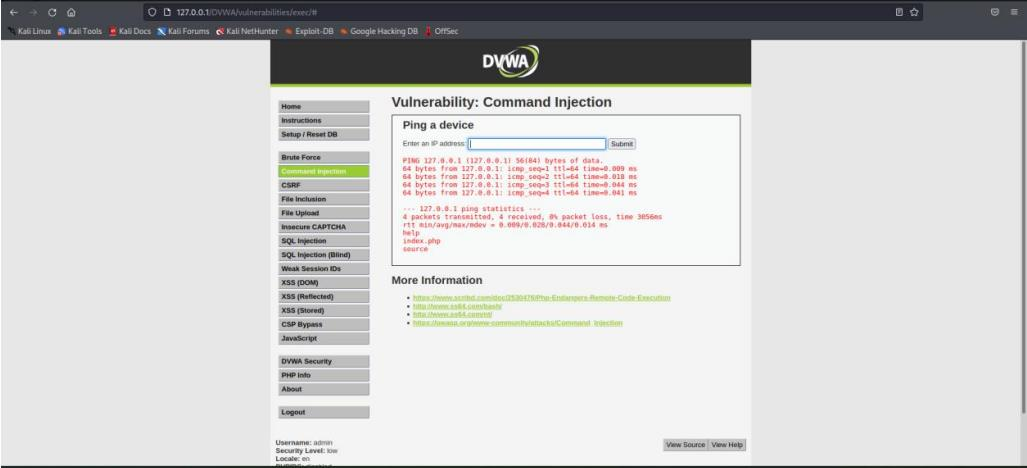 127.0.0.1/DVWA/vulnerabilities/exec/#
Kali Linux Kali Tools Kali Docs Kali Forums Kali NetHunter Exploit-DB Google Hacking DB OffSec
DVWA
Home
Instructions
Setup / Reset DB
Brute Force
Command Injection
CSRF
File Inclusion
File Upload
Insecure CAPTCHA
SQL Injection
SQL Injection (Blind)
Weak Session IDs
XSS (DOM)
XSS (Reflected)
XSS (Stored)
CSP Bypass
JavaScript
DVWA Security
PHP Info
About
Logout
Vulnerability: Command Injection
Ping a device
Enter an IP address: Submit
PING 127.0.0.1 (127.0.0.1) 56(84) bytes of data.
64 bytes from 127.0.0.1: icmp_seq=1 ttl=64 time=0.009 ms
64 bytes from 127.0.0.1: icmp_seq=2 ttl=64 time=0.018 ms
64 bytes from 127.0.0.1: icmp_seq=3 ttl=64 time=0.044 ms
64 bytes from 127.0.0.1: icmp_seq=4 ttl=64 time=0.041 ms
--- 127.0.0.1 ping statistics ---
4 packets transmitted, 4 received, 0% packet loss, time 3056ms
rtt min/avg/max/mdev = 0.009/0.028/0.044/0.014 ms
help
index.php
source
More Information
https://www.scribd.com/doc/2530476/Php-Endangers-Remote-Code-Execution
http://www.ss64.com/bash/
http://www.ss64.com/nt/
https://owasp.org/www-community/attacks/Command_Injection
Username: admin
Security Level: low
Locale: en
View Source View Help